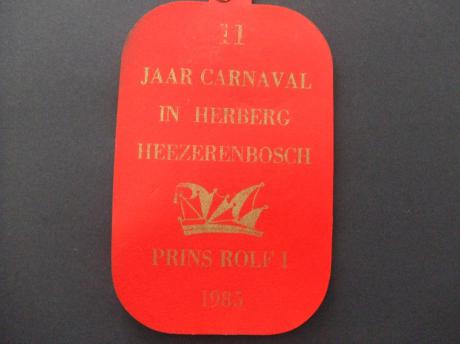 11
JAAR CARNAVAL
IN HERBERG
HEEZERENBOSCH
PRINS ROLF I
1985